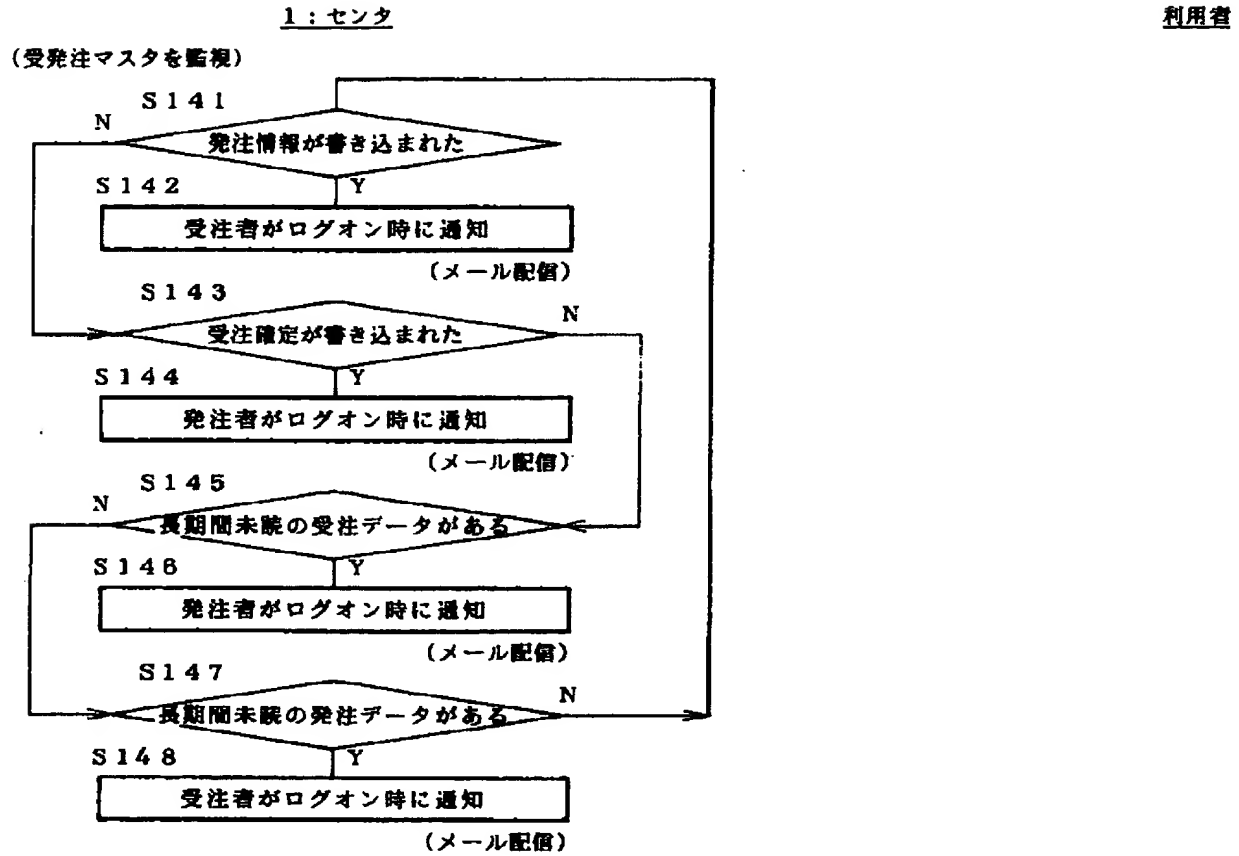 1：センタ
利用者
（受発注マスタを監視）
S141
N
発注情報が書き込まれた
S142
Y
受注者がログオン時に通知
（メール配信）
S143
N
受注確定が書き込まれた
S144
Y
発注者がログオン時に通知
（メール配信）
S145
N
長期間未読の受注データがある
S146
Y
発注者がログオン時に通知
（メール配信）
S147
N
長期間未読の発注データがある
S148
Y
受注者がログオン時に通知
（メール配信）